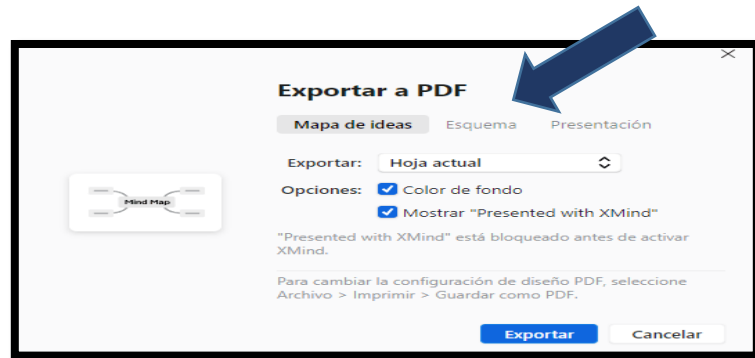 Exportar a PDF
Mapa de ideas Esquema Presentación
Exportar: Hoja actual
Opciones: Color de fondo
Mostrar "Presented with XMind"
"Presented with XMind" está bloqueado antes de activar
XMind.
Mind Map
Para cambiar la configuración de diseño PDF, seleccione
Archivo > Imprimir > Guardar como PDF.
Exportar Cancelar